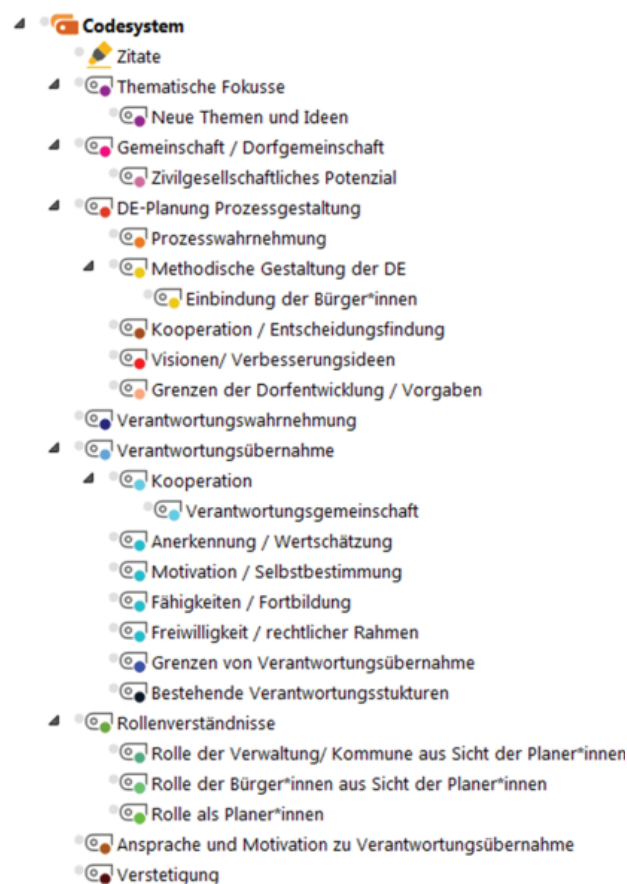 Codesystem
Zitate
Thematische Fokusse
Neue Themen und Ideen
Gemeinschaft / Dorfgemeinschaft
Zivilgesellschaftliches Potenzial
DE-Planung Prozessgestaltung
Prozesswahrnehmung
Methodische Gestaltung der DE
Einbindung der Bürger*innen
Kooperation / Entscheidungsfindung
Visionen/ Verbesserungsideen
Grenzen der Dorfentwicklung / Vorgaben
Verantwortungswahrnehmung
Verantwortungsübernahme
Kooperation
Verantwortungsgemeinschaft
Anerkennung / Wertschätzung
Motivation / Selbstbestimmung
Fähigkeiten / Fortbildung
Freiwilligkeit / rechtlicher Rahmen
Grenzen von Verantwortungsübernahme
Bestehende Verantwortungsstukturen
Rollenverständnisse
Rolle der Verwaltung/ Kommune aus Sicht der Planer*innen
Rolle der Bürger*innen aus Sicht der Planer*innen
Rolle als Planer*innen
Ansprache und Motivation zu Verantwortungsübernahme
Verstetigung